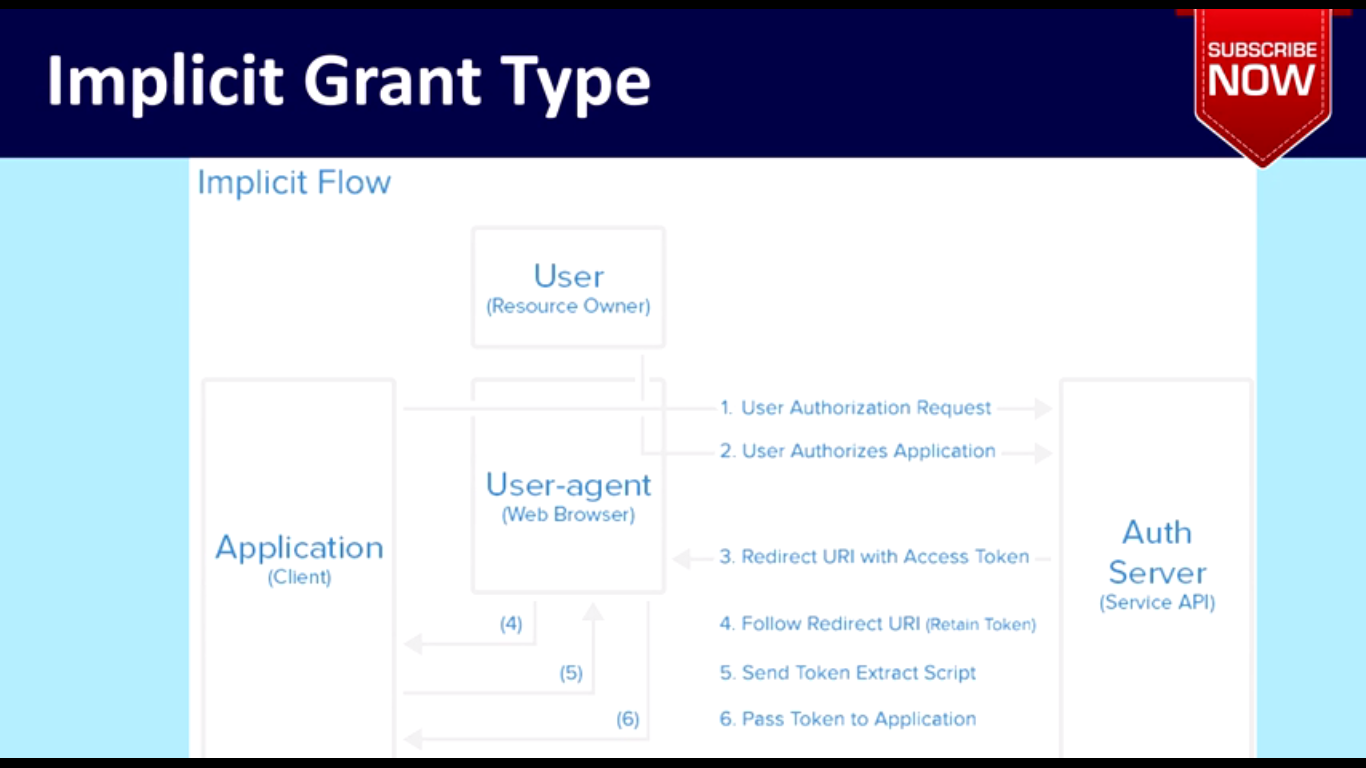 Implicit Grant Type
SUBSCRIBE
NOW
Implicit Flow
User
(Resource Owner)
1. User Authorization Request
2. User Authorizes Application
User-agent
(Web Browser)
Application
(Client)
Auth
Server
(Service API)
3. Redirect URI with Access Token
(4)
4. Follow Redirect URI (Retain Token)
(5)
5. Send Token Extract Script
(6)
6. Pass Token to Application